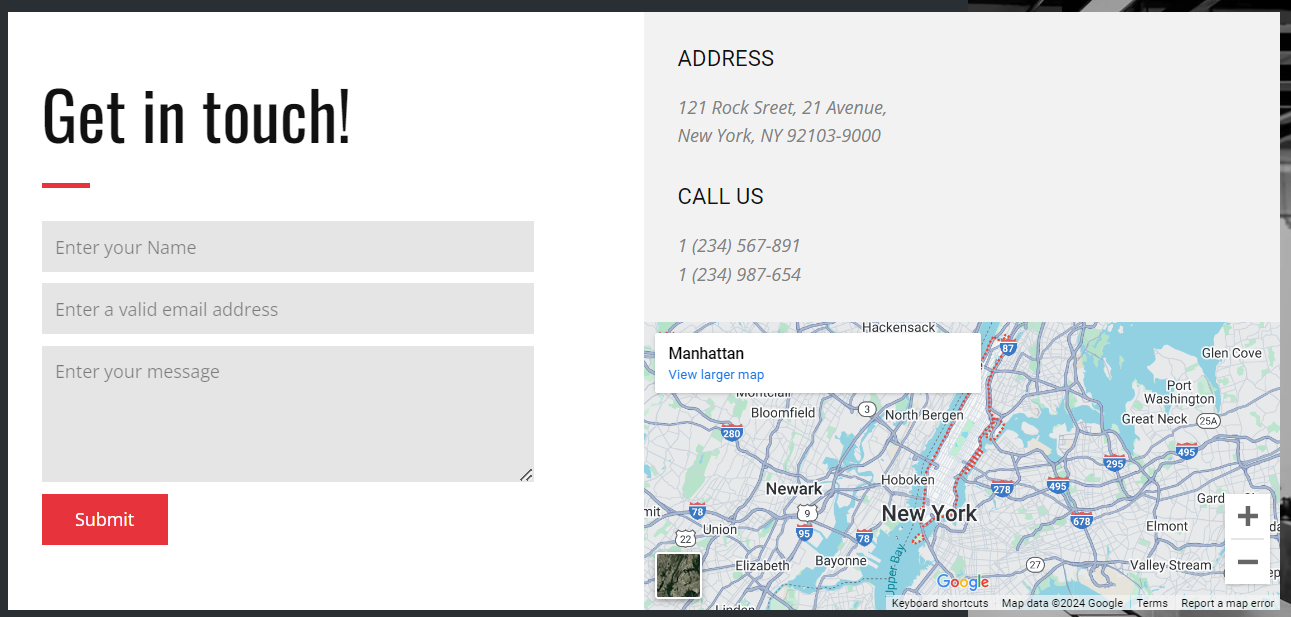 Get in touch!
Enter your Name
Enter a valid email address
Enter your message
Submit
ADDRESS
121 Rock Sreet, 21 Avenue,
New York, NY 92103-9000
CALL US
1 (234) 567-891
1 (234) 987-654
Hackensack
Manhattan
View larger map
87
Glen Cove
Montclair
Port
Washington
Bloomfield
3
North Bergen
Great Neck
25A
280
495
295
Hoboken
Newark
278
495
78
9
New York
678
Union
95
78
Elmont
22
Elizabeth
Bayonne
Upper Bay
27
Valley Stream
Google
Linden
Keyboard shortcuts
Map data ©2024 Google
Terms
Report a map error